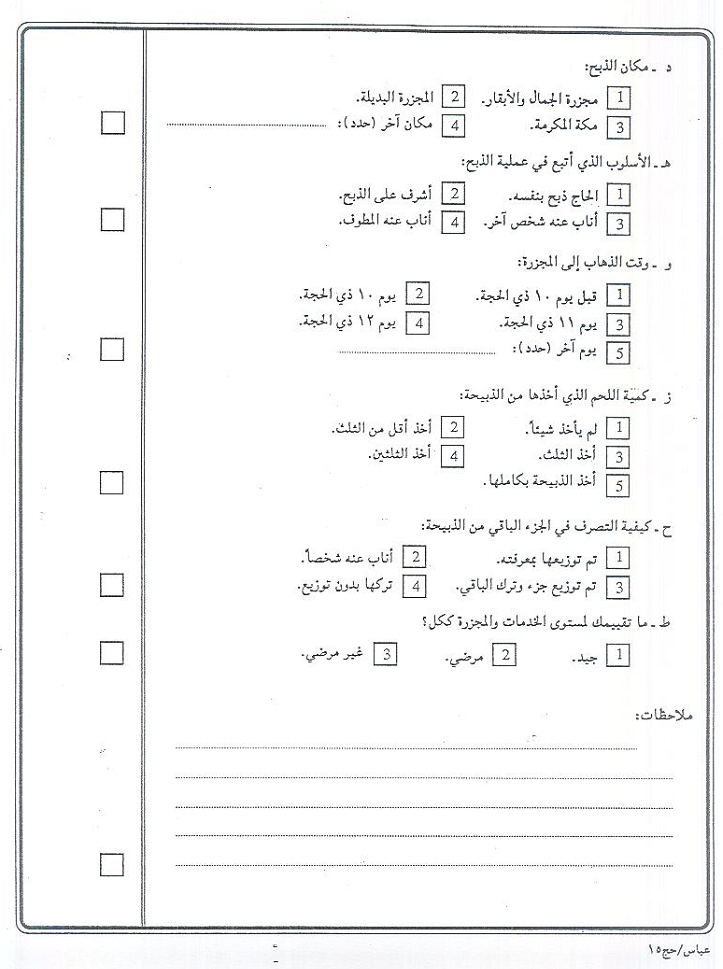 د ـ مكان الذبح:
1 مجزرة الجمال والأبقار. 2 المجزرة البديلة.
3 مكة المكرمة. 4 مكان آخر (حدد): ........................
هـ ـ الأسلوب الذي أتبع في عملية الذبح:
1 الحاج ذبح بنفسه. 2 أشرف على الذبح.
3 أناب عنه شخص آخر. 4 أناب عنه المطوف.
و ـ وقت الذهاب إلى المجزرة:
1 قبل يوم ١٠ ذي الحجة. 2 يوم ١٠ ذي الحجة.
3 يوم ١١ ذي الحجة. 4 يوم ١٢ ذي الحجة.
5 يوم آخر (حدد): ........................
ز ـ كمية اللحم الذي أخذها من الذبيحة:
1 لم يأخذ شيئاً. 2 أخذ أقل من الثلث.
3 أخذ الثلث. 4 أخذ الثلثين.
5 أخذ الذبيحة بكاملها.
ح ـ كيفية التصرف في الجزء الباقي من الذبيحة:
1 تم توزيعها بمعرفته. 2 أناب عنه شخصاً.
3 تم توزيع جزء وترك الباقي. 4 تركها بدون توزيع.
ط ـ ما تقييمك لمستوى الخدمات والمجزرة ككل؟
1 جيد. 2 مرضي. 3 غير مرضي.
ملاحظات:
عباس/حج١٥